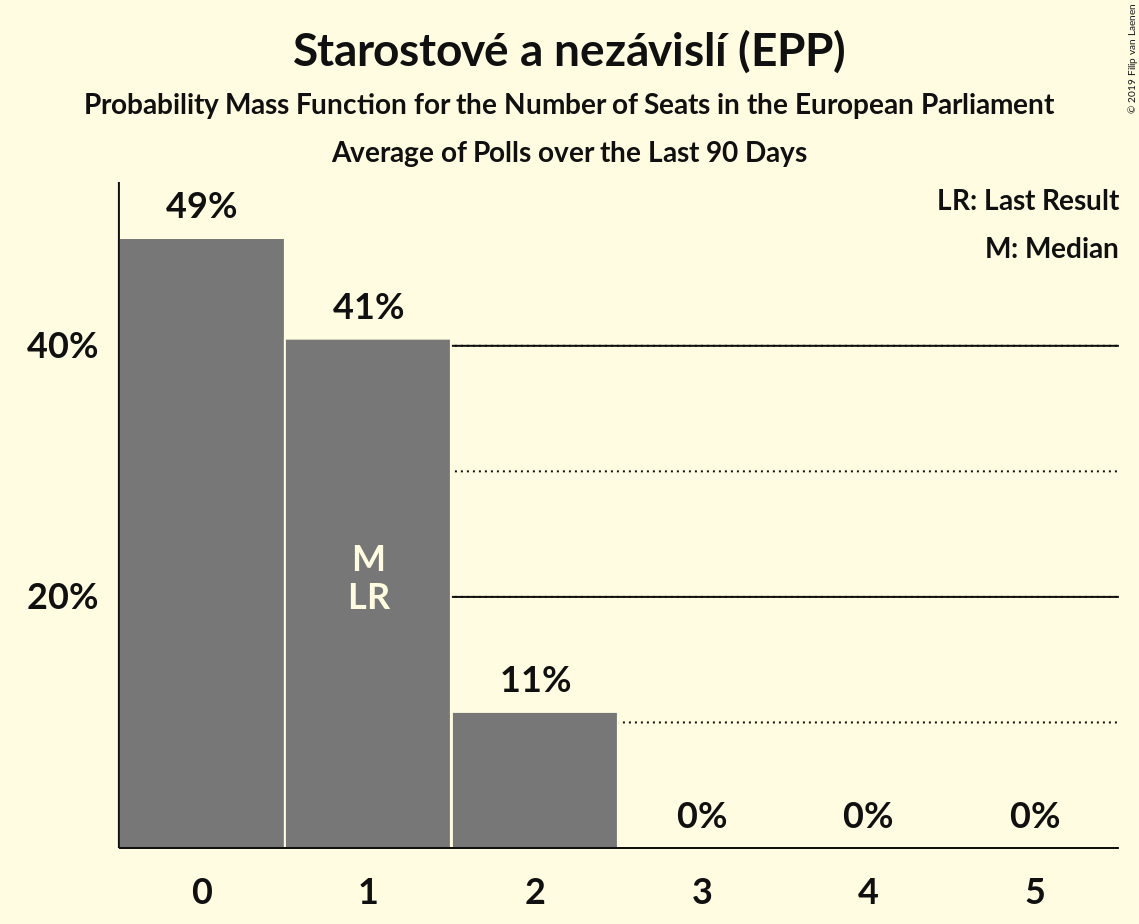 Starostové a nezávislí (EPP)
Probability Mass Function for the Number of Seats in the European Parliament
Average of Polls over the Last 90 Days
© 2019 Filip van Laenen
LR: Last Result
M: Median
49%
41%
40%
M
LR
20%
11%
0%
0%
0%
0
1
2
3
4
5